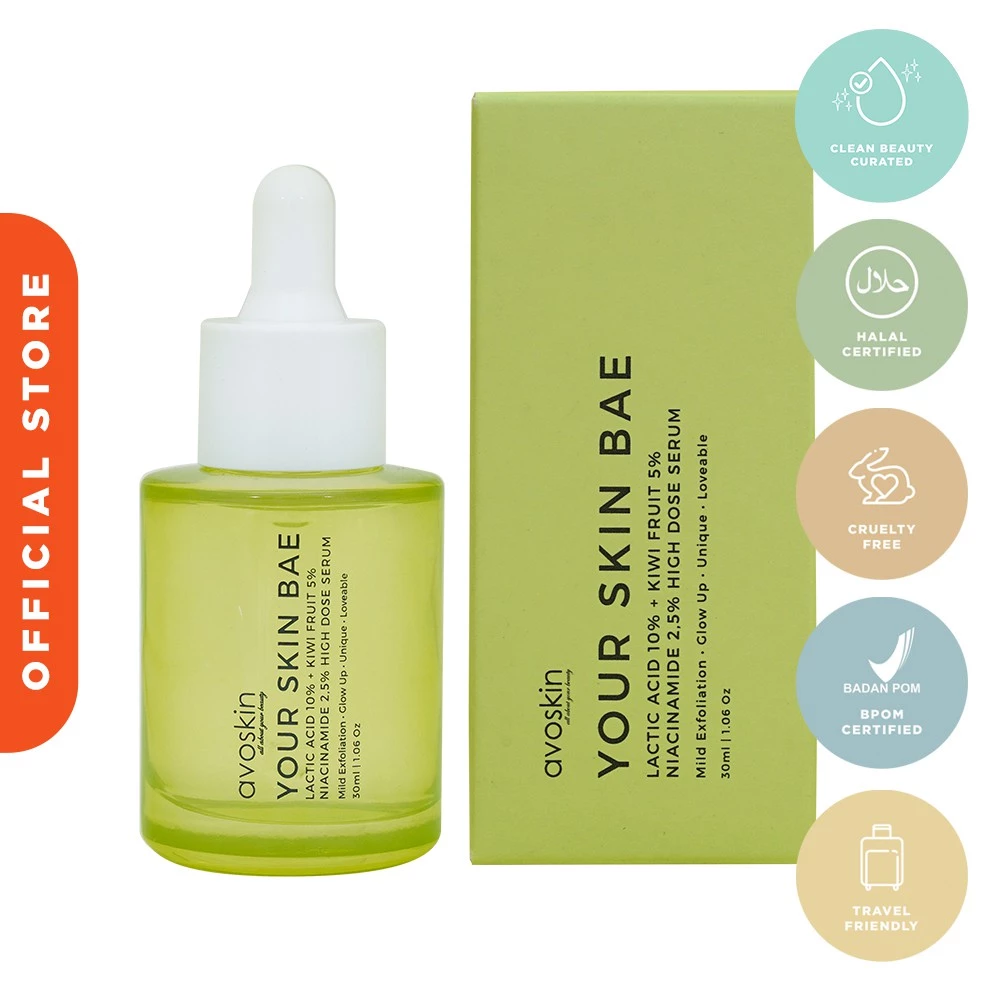 OFFICIAL STORE
avoskin
all about your beauty
YOUR SKIN BAE
LACTIC ACID 10% + KIWI FRUIT 5%
NIACINAMIDE 2,5% HIGH DOSE SERUM
Mild Exfoliation · Glow Up · Unique · Loveable
30ml | 1.06 Oz
avoskin
all about your beauty
YOUR SKIN BAE
LACTIC ACID 10% + KIWI FRUIT 5%
NIACINAMIDE 2,5% HIGH DOSE SERUM
Mild Exfoliation · Glow Up · Unique · Loveable
30ml | 1.06 Oz
CLEAN BEAUTY
CURATED
حلال
HALAL
CERTIFIED
CRUELTY
FREE
BADAN POM
BPOM
CERTIFIED
TRAVEL
FRIENDLY